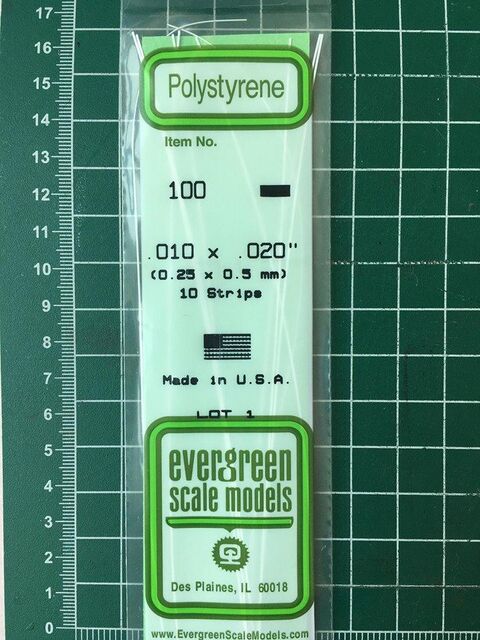 Polystyrene
Item No.
100
.010 x .020"
(0.25 x 0.5 mm)
10 Strips
Made in U.S.A.
LOT 1
evergreen
scale models
Des Plaines, IL 60018
www.EvergreenScaleModels.com
17
16
15
14
13
12
11
10
9
8
7
6
5
4
3
2
1
0